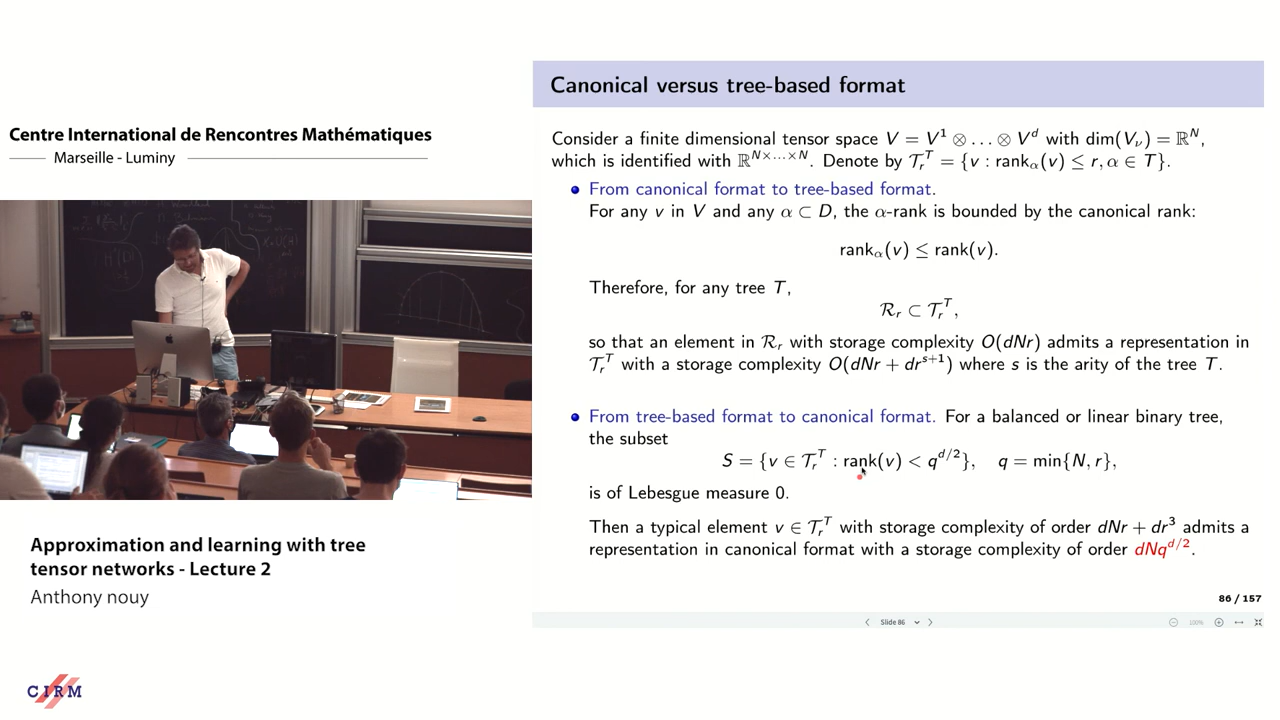 Centre International de Rencontres Mathématiques
Marseille - Luminy
Approximation and learning with tree
tensor networks - Lecture 2
Anthony nouy
CIRM
Canonical versus tree-based format
Consider a finite dimensional tensor space V = V¹ ⊗ … ⊗ V^d with dim(V_ν) = ℝ^N,
which is identified with ℝ^{N×…×N}. Denote by 𝒯_r^T = {v : rank_α(v) ≤ r, α ∈ T}.
• From canonical format to tree-based format.
For any v in V and any α ⊂ D, the α-rank is bounded by the canonical rank:
rank_α(v) ≤ rank(v).
Therefore, for any tree T,
ℛ_r ⊂ 𝒯_r^T,
so that an element in ℛ_r with storage complexity O(dNr) admits a representation in
𝒯_r^T with a storage complexity O(dNr + dr^{s+1}) where s is the arity of the tree T.
• From tree-based format to canonical format. For a balanced or linear binary tree,
the subset
S = {v ∈ 𝒯_r^T : rank(v) < q^{d/2}}, q = min{N, r},
is of Lebesgue measure 0.
Then a typical element v ∈ 𝒯_r^T with storage complexity of order dNr + dr³ admits a
representation in canonical format with a storage complexity of order dNq^{d/2}.
86 / 157
Slide 86
100%